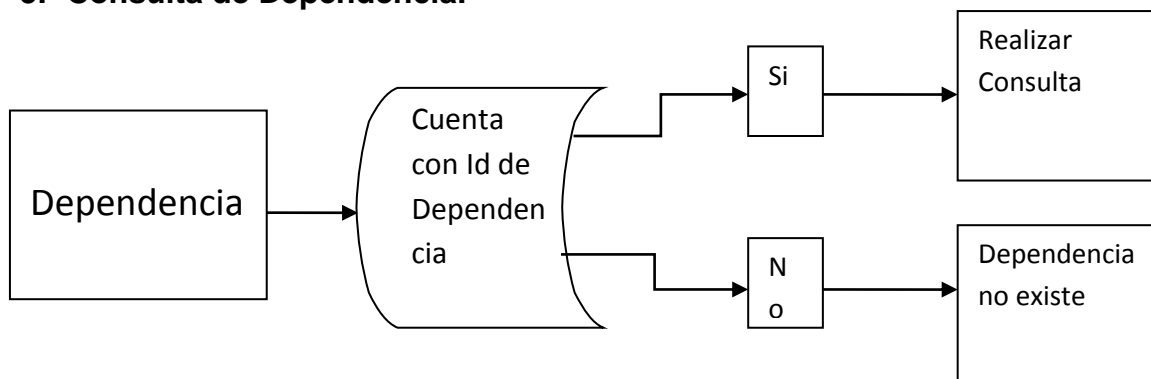 Consulta de Dependencia.
Dependencia
Cuenta
con Id de
Dependen
cia
Si
Realizar
Consulta
N
o
Dependencia
no existe